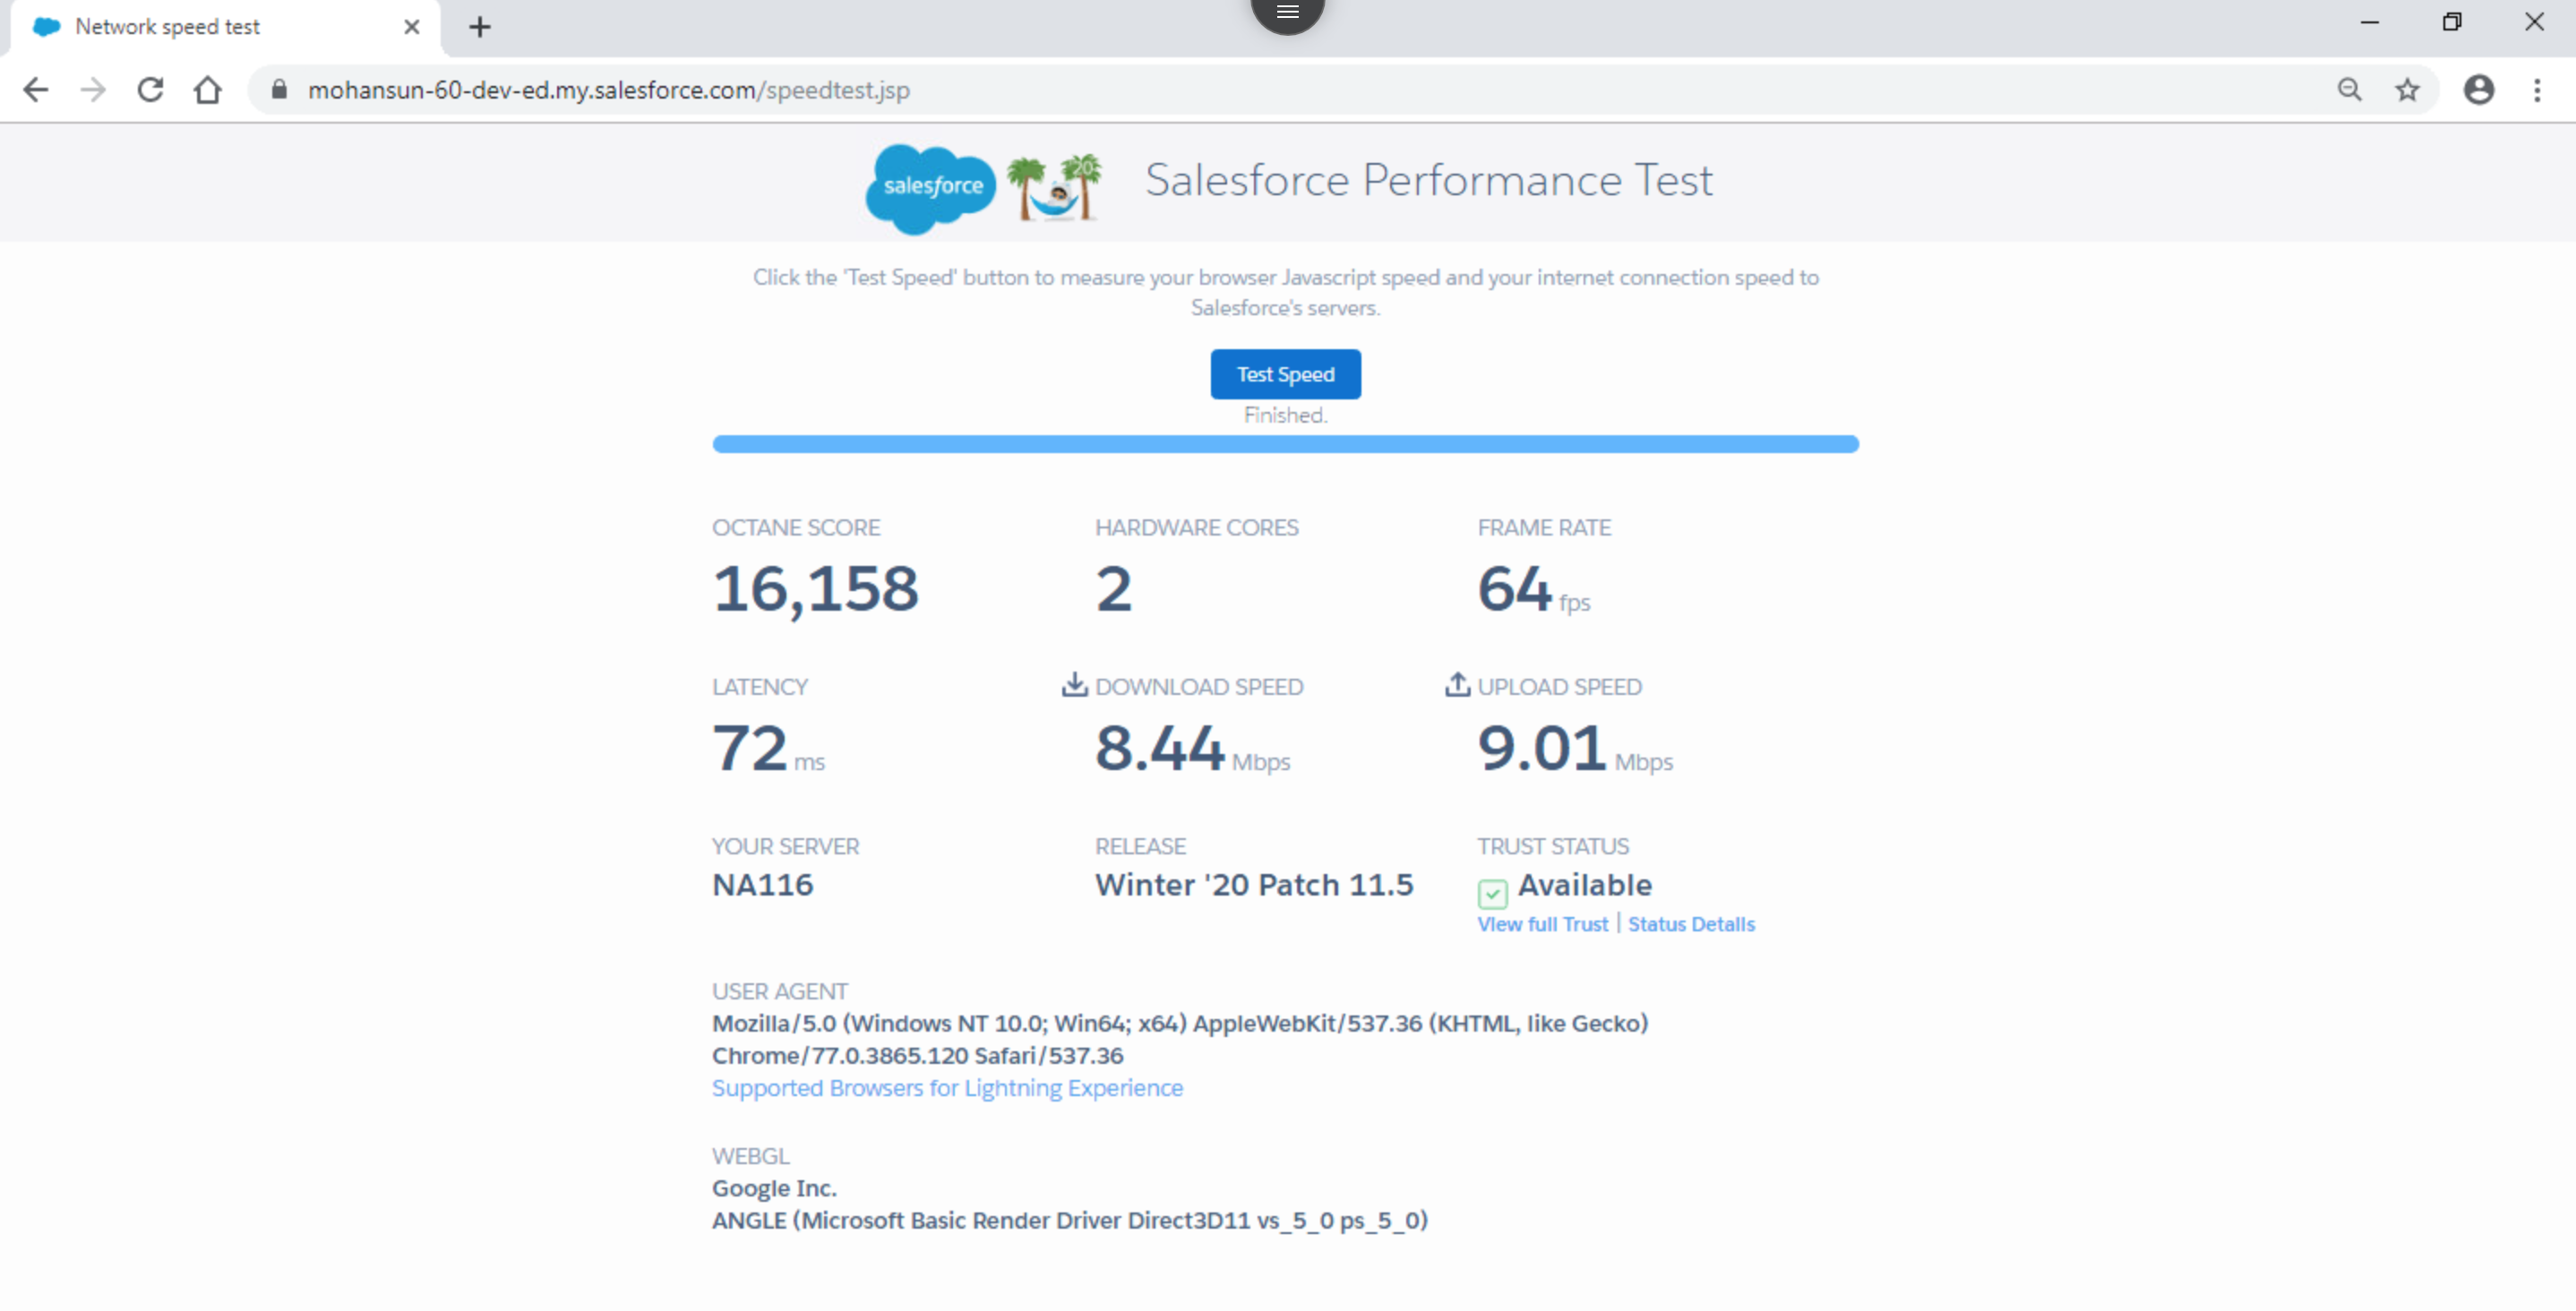 Network speed test
mohansun-60-dev-ed.my.salesforce.com/speedtest.jsp
salesforce
'20
Salesforce Performance Test
Click the 'Test Speed' button to measure your browser Javascript speed and your internet connection speed to
Salesforce's servers.
Test Speed
Finished.
OCTANE SCORE HARDWARE CORES FRAME RATE
16,158 2 64 fps
LATENCY DOWNLOAD SPEED UPLOAD SPEED
72 ms 8.44 Mbps 9.01 Mbps
YOUR SERVER RELEASE TRUST STATUS
NA116 Winter '20 Patch 11.5 Available
View full Trust | Status Details
USER AGENT
Mozilla/5.0 (Windows NT 10.0; Win64; x64) AppleWebKit/537.36 (KHTML, like Gecko)
Chrome/77.0.3865.120 Safari/537.36
Supported Browsers for Lightning Experience
WEBGL
Google Inc.
ANGLE (Microsoft Basic Render Driver Direct3D11 vs_5_0 ps_5_0)